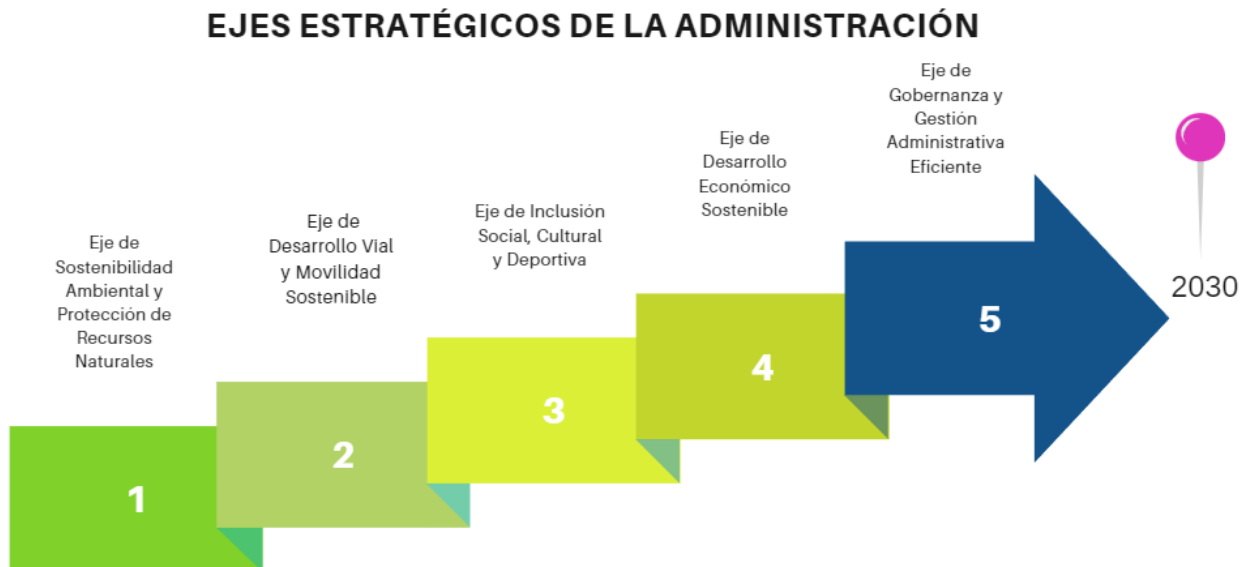 EJES ESTRATÉGICOS DE LA ADMINISTRACIÓN
Eje de
Sostenibilidad
Ambiental y
Protección de
Recursos
Naturales
1
Eje de
Desarrollo Vial
y Movilidad
Sostenible
2
Eje de Inclusión
Social, Cultural
y Deportiva
3
Eje de
Desarrollo
Económico
Sostenible
4
Eje de
Gobernanza y
Gestión
Administrativa
Eficiente
5
2030